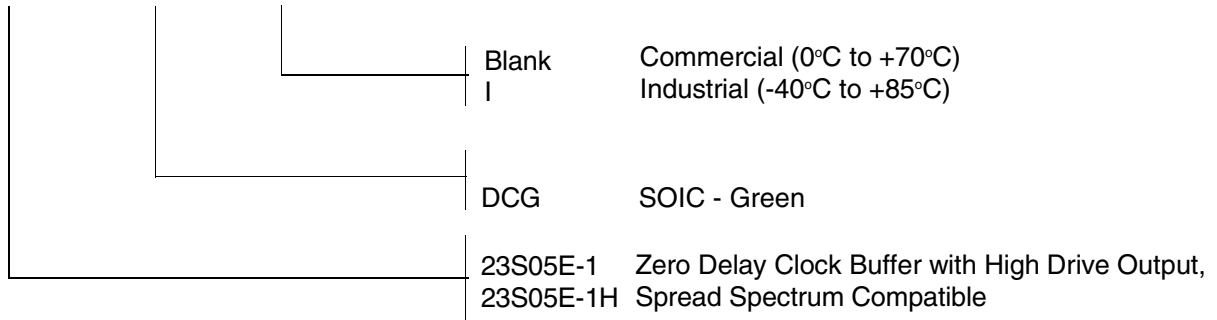 Blank Commercial (0°C to +70°C)
I Industrial (-40°C to +85°C)
DCG SOIC - Green
23S05E-1 Zero Delay Clock Buffer with High Drive Output,
23S05E-1H Spread Spectrum Compatible